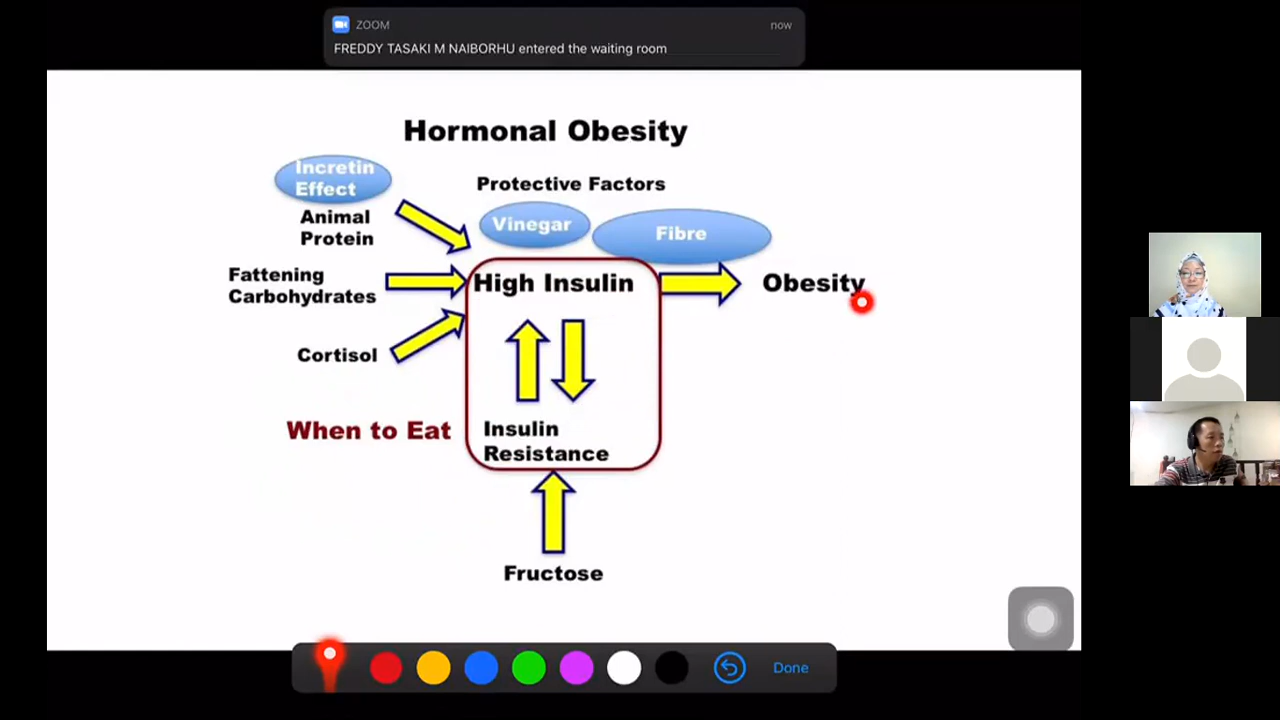 ZOOM
now
FREDDY TASAKI M NAIBORHU entered the waiting room
Hormonal Obesity
Incretin
Effect
Protective Factors
Animal
Protein
Vinegar
Fibre
Fattening
Carbohydrates
High Insulin
Obesity
Cortisol
When to Eat
Insulin
Resistance
Fructose
Done